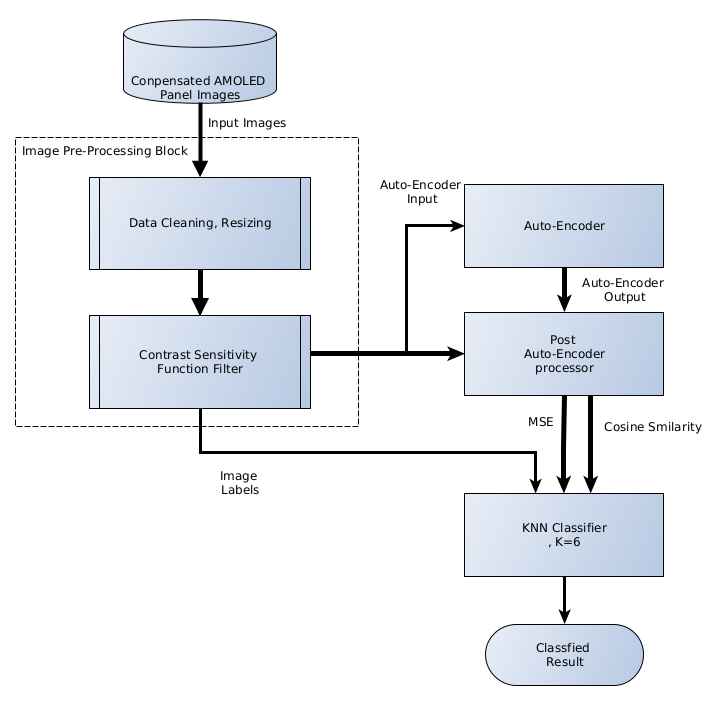 Conpensated AMOLED
Panel Images
Input Images
Image Pre-Processing Block
Data Cleaning, Resizing
Auto-Encoder
Input
Auto-Encoder
Auto-Encoder
Output
Contrast Sensitivity
Function Filter
Post
Auto-Encoder
processor
MSE
Cosine Smilarity
Image
Labels
KNN Classifier
, K=6
Classfied
Result